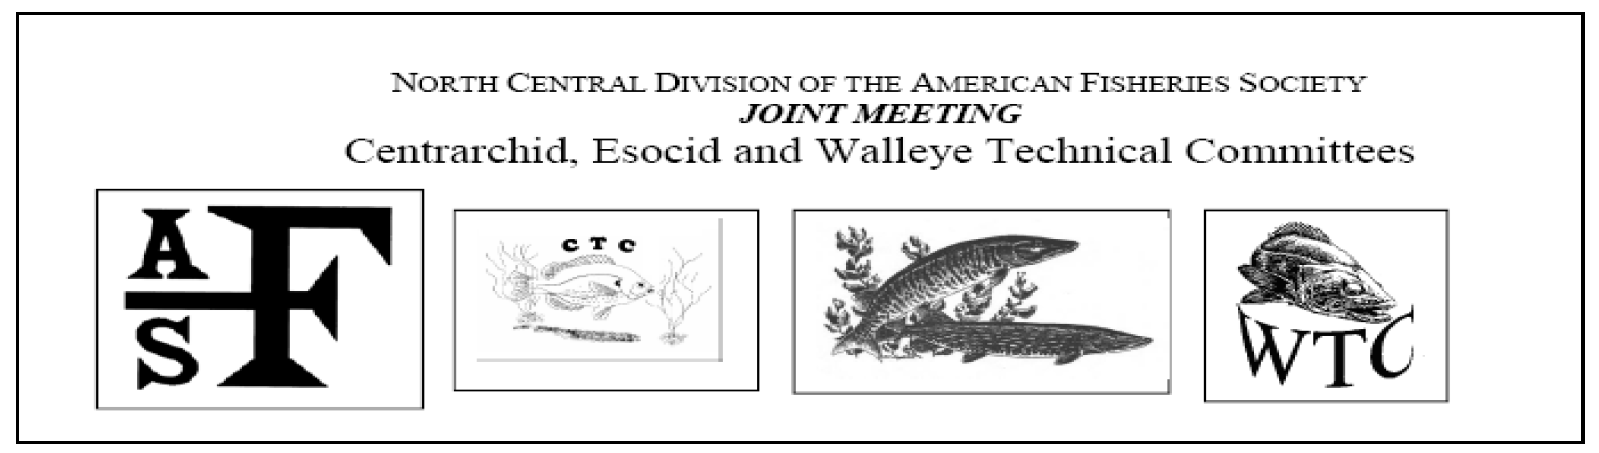 NORTH CENTRAL DIVISION OF THE AMERICAN FISHERIES SOCIETY
JOINT MEETING
Centrarchid, Esocid and Walleye Technical Committees
A F S
CTC
WTC